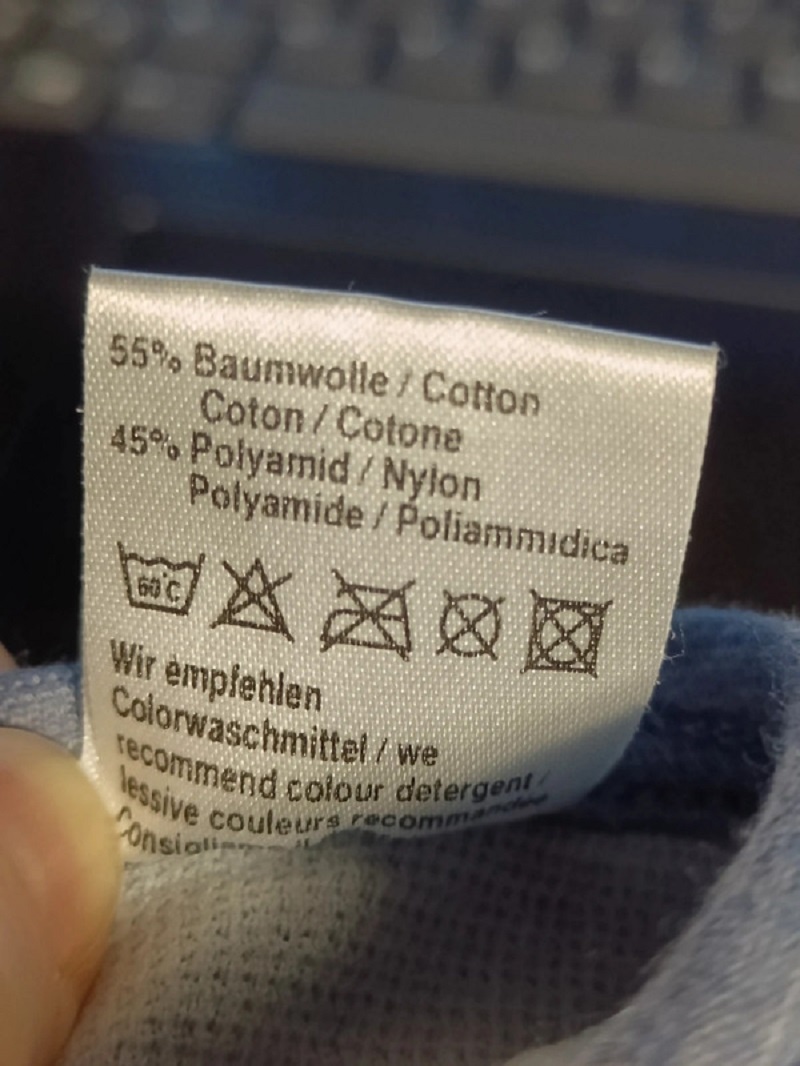 55% Baumwolle / Cotton
Coton / Cotone
45% Polyamid / Nylon
Polyamide / Poliammidica
60°C
Wir empfehlen
Colorwaschmittel / we
recommend colour detergent /
lessive couleurs recommandée